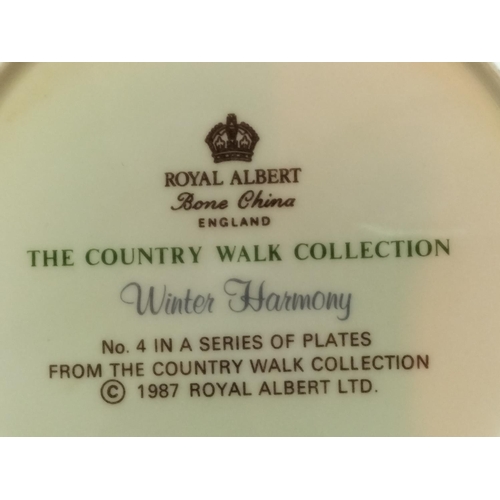 ROYAL ALBERT
Bone China
ENGLAND
THE COUNTRY WALK COLLECTION
Winter Harmony
No. 4 IN A SERIES OF PLATES
FROM THE COUNTRY WALK COLLECTION
© 1987 ROYAL ALBERT LTD.